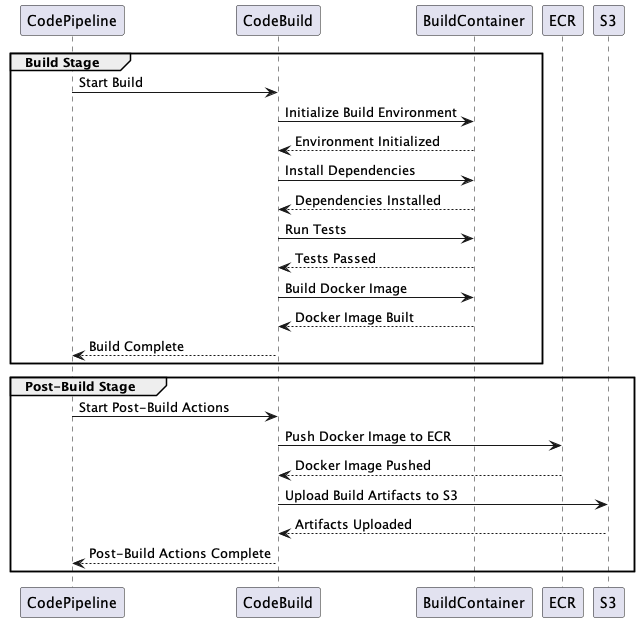 CodePipeline CodeBuild BuildContainer ECR S3
Build Stage
Start Build
Initialize Build Environment
Environment Initialized
Install Dependencies
Dependencies Installed
Run Tests
Tests Passed
Build Docker Image
Docker Image Built
Build Complete
Post-Build Stage
Start Post-Build Actions
Push Docker Image to ECR
Docker Image Pushed
Upload Build Artifacts to S3
Artifacts Uploaded
Post-Build Actions Complete
CodePipeline CodeBuild BuildContainer ECR S3